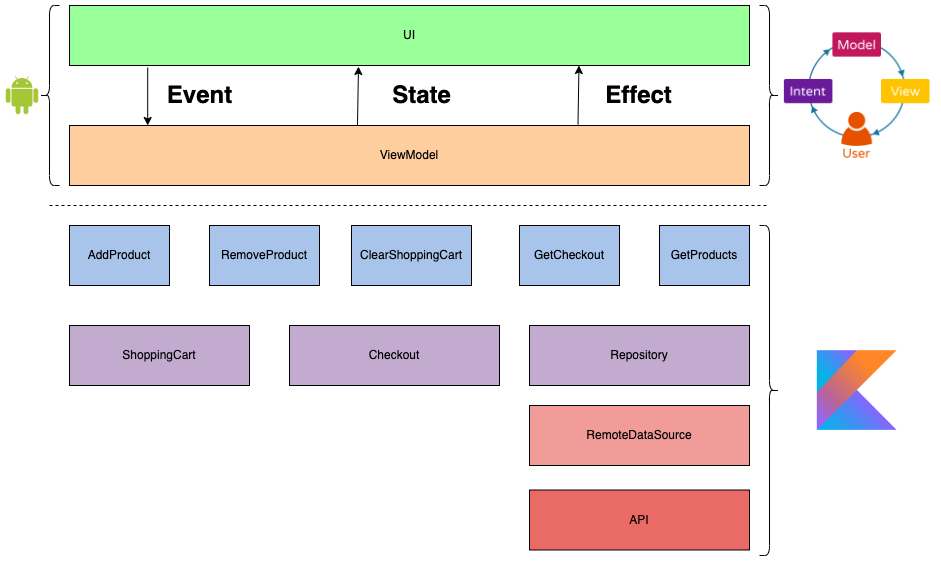 UI
Event
State
Effect
ViewModel
Model
Intent
View
User
AddProduct
RemoveProduct
ClearShoppingCart
GetCheckout
GetProducts
ShoppingCart
Checkout
Repository
RemoteDataSource
API